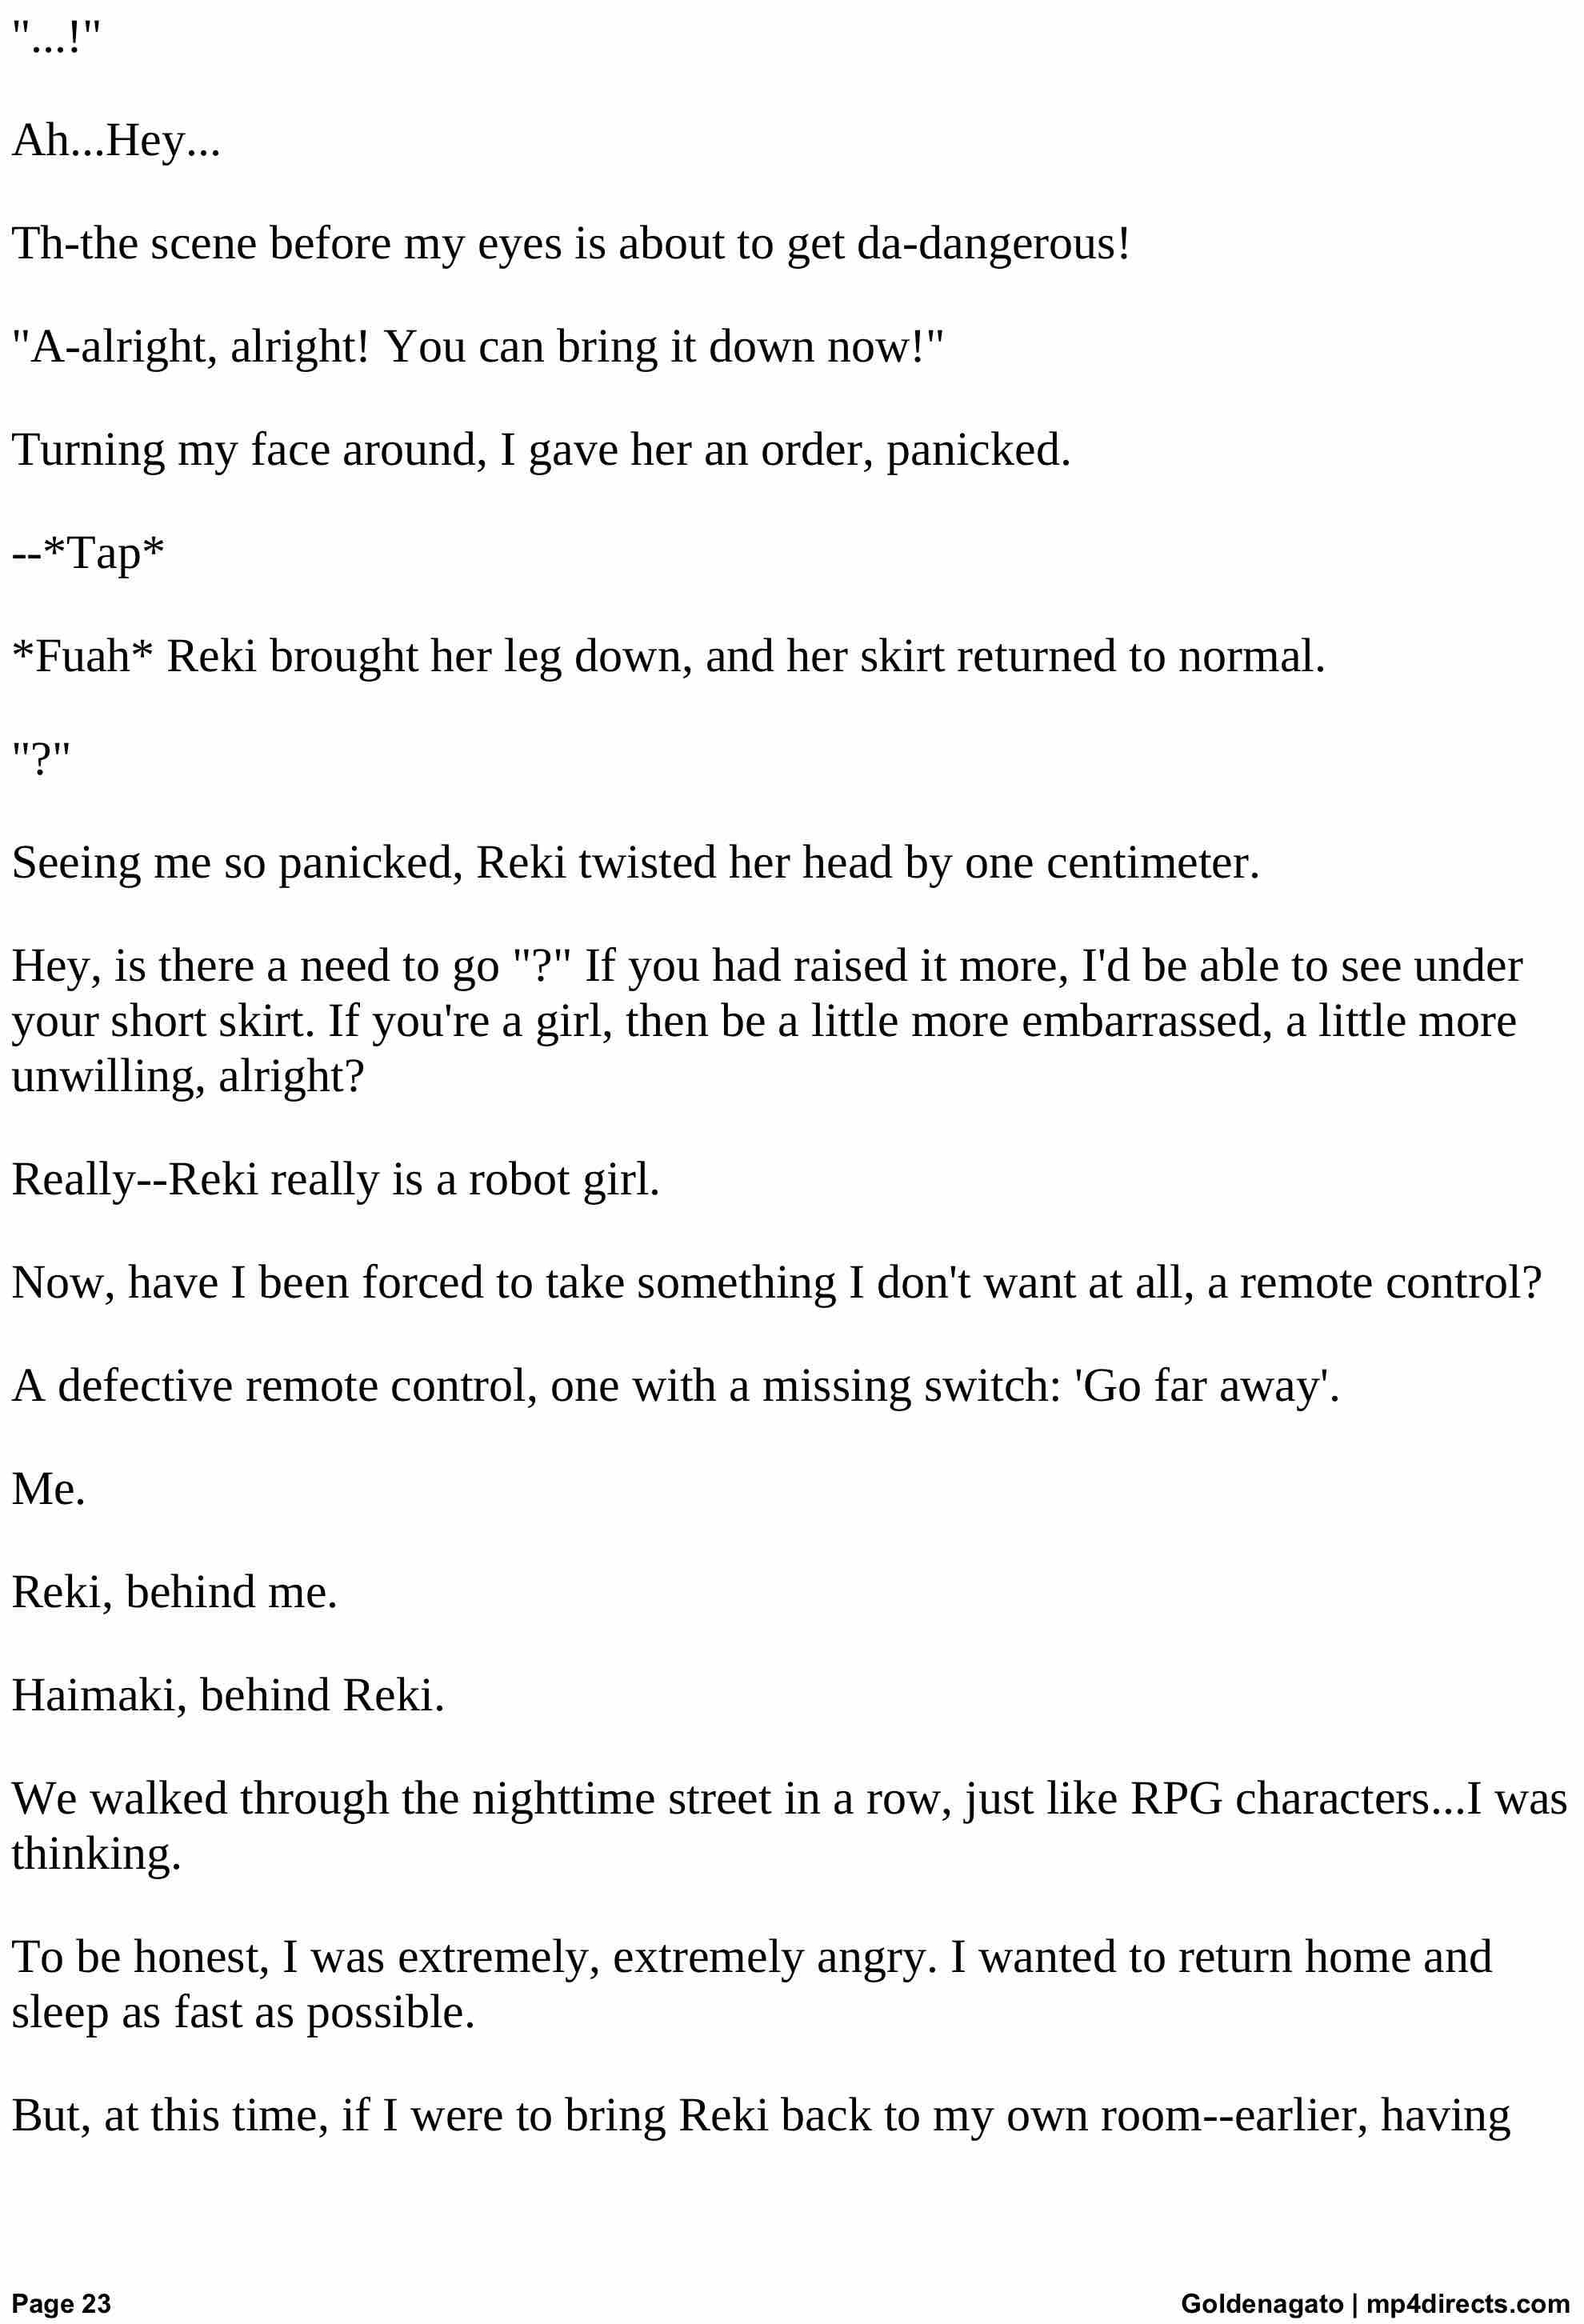 "...!"
Ah...Hey...
Th-the scene before my eyes is about to get da-dangerous!
"A-alright, alright! You can bring it down now!"
Turning my face around, I gave her an order, panicked.
--*Tap*
*Fuah* Reki brought her leg down, and her skirt returned to normal.
"?"
Seeing me so panicked, Reki twisted her head by one centimeter.
Hey, is there a need to go "?" If you had raised it more, I'd be able to see under
your short skirt. If you're a girl, then be a little more embarrassed, a little more
unwilling, alright?
Really--Reki really is a robot girl.
Now, have I been forced to take something I don't want at all, a remote control?
A defective remote control, one with a missing switch: 'Go far away'.
Me.
Reki, behind me.
Haimaki, behind Reki.
We walked through the nighttime street in a row, just like RPG characters...I was
thinking.
To be honest, I was extremely, extremely angry. I wanted to return home and
sleep as fast as possible.
But, at this time, if I were to bring Reki back to my own room--earlier, having
Page 23
Goldenagato | mp4directs.com